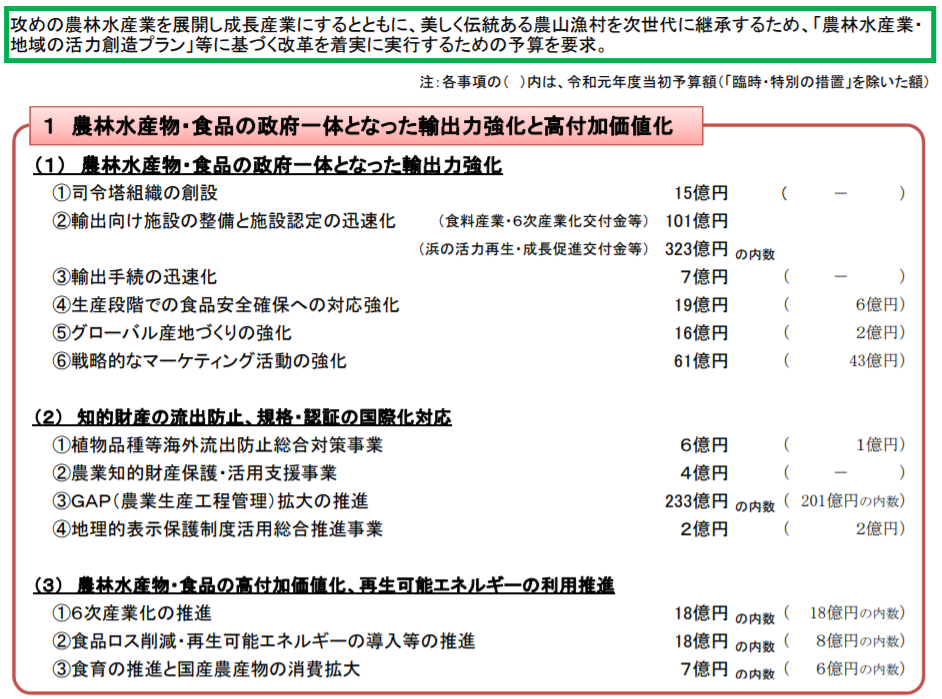 攻めの農林水産業を展開し成長産業にするとともに、美しく伝統ある農山漁村を次世代に継承するため、「農林水産業・
地域の活力創造プラン」等に基づく改革を着実に実行するための予算を要求。
注：各事項の（　）内は、令和元年度当初予算額（「臨時・特別の措置」を除いた額）
1　農林水産物・食品の政府一体となった輸出力強化と高付加価値化
（1）　農林水産物・食品の政府一体となった輸出力強化
①司令塔組織の創設　15億円　（　－　）
②輸出向け施設の整備と施設認定の迅速化　（食料産業・6次産業化交付金等）　101億円
（浜の活力再生・成長促進交付金等）　323億円 の内数
③輸出手続の迅速化　7億円　（　－　）
④生産段階での食品安全確保への対応強化　19億円　（　6億円）
⑤グローバル産地づくりの強化　16億円　（　2億円）
⑥戦略的なマーケティング活動の強化　61億円　（　43億円）
（2）　知的財産の流出防止、規格・認証の国際化対応
①植物品種等海外流出防止総合対策事業　6億円　（　1億円）
②農業知的財産保護・活用支援事業　4億円　（　－　）
③GAP（農業生産工程管理）拡大の推進　233億円 の内数　（　201億円の内数）
④地理的表示保護制度活用総合推進事業　2億円　（　2億円）
（3）　農林水産物・食品の高付加価値化、再生可能エネルギーの利用推進
①6次産業化の推進　18億円 の内数　（　18億円の内数）
②食品ロス削減・再生可能エネルギーの導入等の推進　18億円 の内数　（　8億円の内数）
③食育の推進と国産農産物の消費拡大　7億円 の内数　（　6億円の内数）